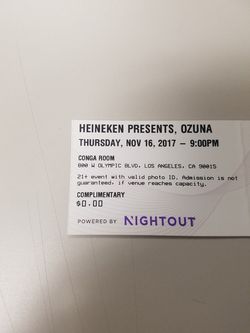 HEINEKEN PRESENTS, OZUNA
THURSDAY, NOV 16, 2017 – 9:00PM
CONGA ROOM
800 W OLYMPIC BLVD, LOS ANGELES, CA 90015
21+ event with valid photo ID. Admission is not
guaranteed, if venue reaches capacity.
COMPLIMENTARY
$0.00
POWERED BY NIGHTOUT